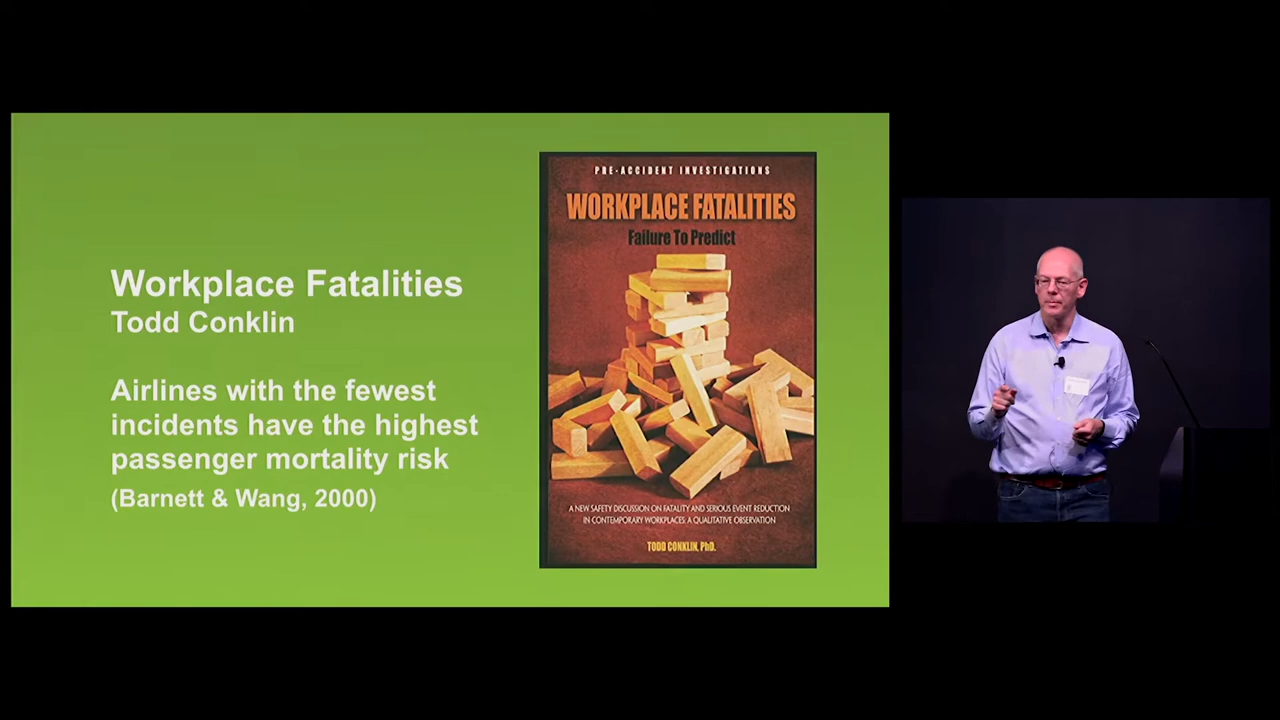 Workplace Fatalities
Todd Conklin
Airlines with the fewest
incidents have the highest
passenger mortality risk
(Barnett & Wang, 2000)
PRE-ACCIDENT INVESTIGATIONS
WORKPLACE FATALITIES
Failure To Predict
A NEW SAFETY DISCUSSION ON FATALITY AND SERIOUS EVENT REDUCTION
IN CONTEMPORARY WORKPLACES: A QUALITATIVE OBSERVATION
TODD CONKLIN, PhD.